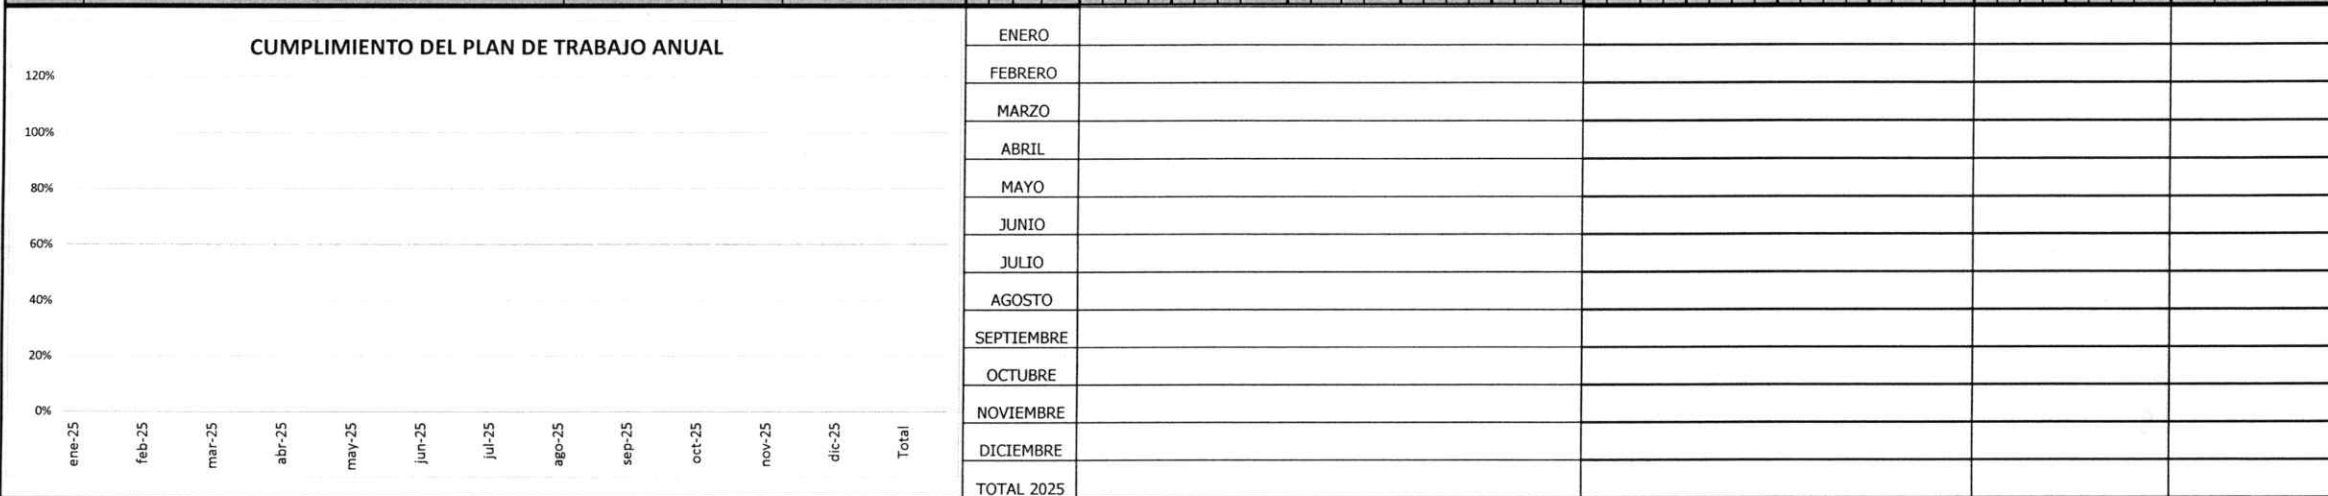 CUMPLIMIENTO DEL PLAN DE TRABAJO ANUAL
120%
100%
80%
60%
40%
20%
0%
ene-25
feb-25
mar-25
abr-25
may-25
jun-25
jul-25
ago-25
sep-25
oct-25
nov-25
dic-25
Total
ENERO
FEBRERO
MARZO
ABRIL
MAYO
JUNIO
JULIO
AGOSTO
SEPTIEMBRE
OCTUBRE
NOVIEMBRE
DICIEMBRE
TOTAL 2025